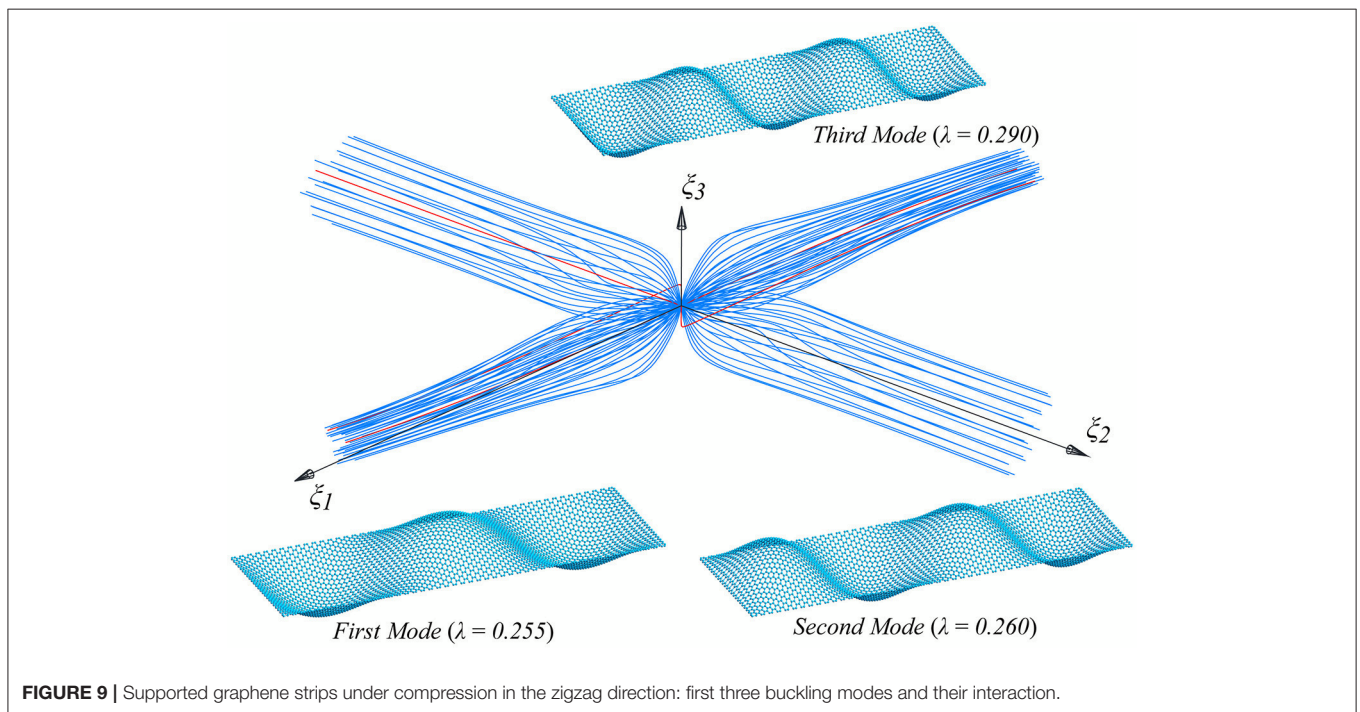 Third Mode (λ = 0.290)
ξ3
ξ2
ξ1
First Mode (λ = 0.255)
Second Mode (λ = 0.260)
FIGURE 9 | Supported graphene strips under compression in the zigzag direction: first three buckling modes and their interaction.